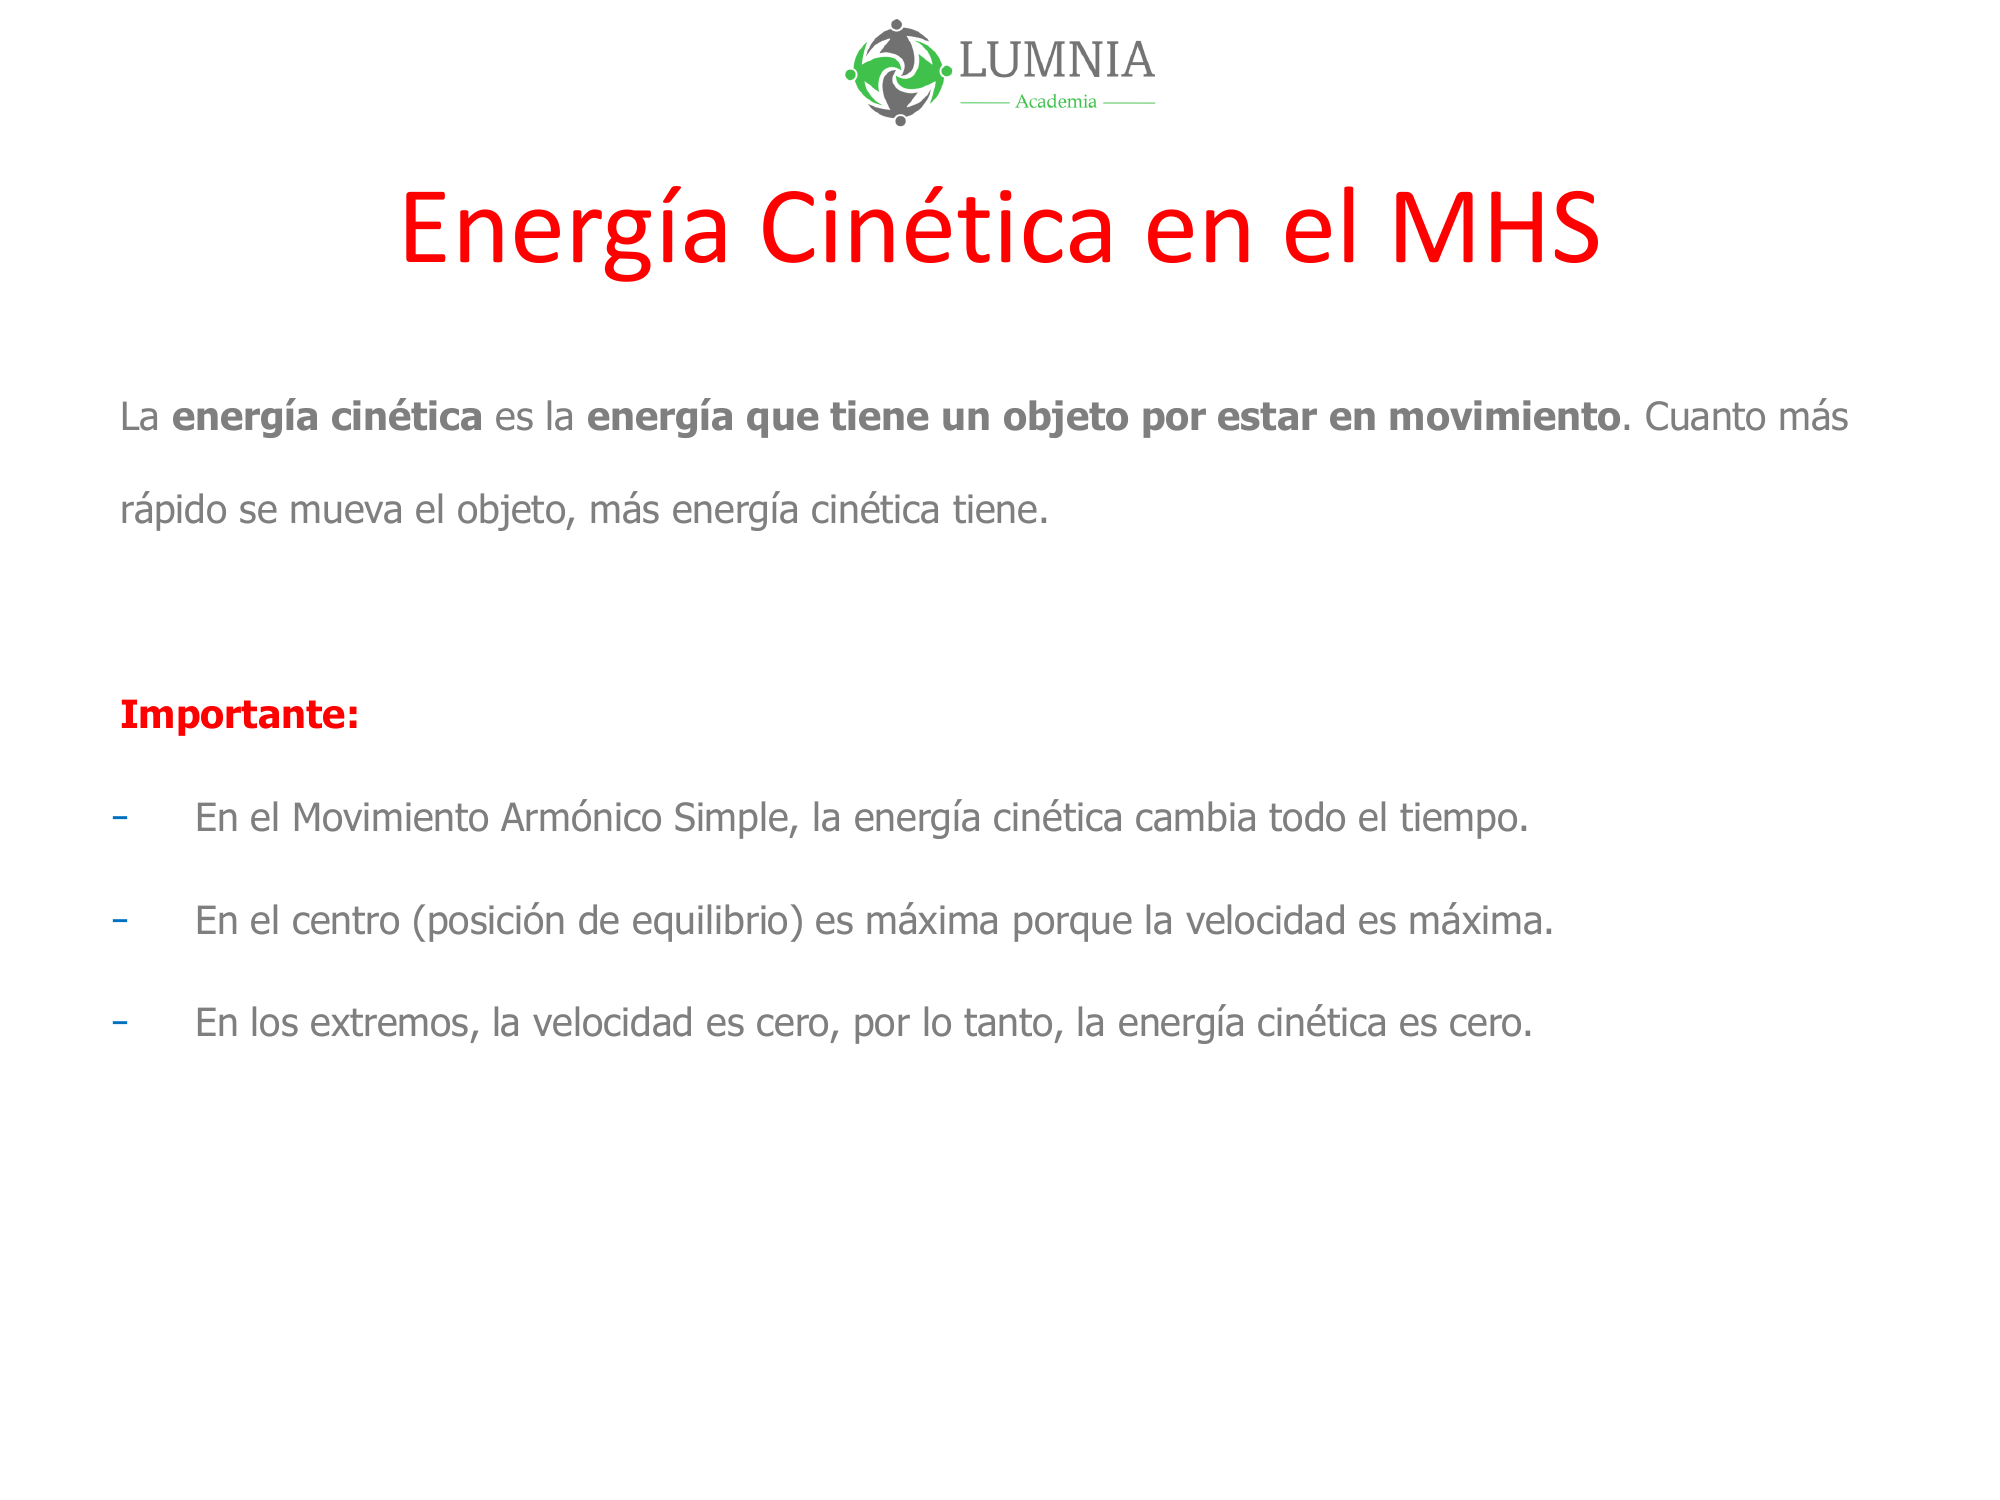 LUMNIA
Academia
Energía Cinética en el MHS
La energía cinética es la energía que tiene un objeto por estar en movimiento. Cuanto más
rápido se mueva el objeto, más energía cinética tiene.
Importante:
- En el Movimiento Armónico Simple, la energía cinética cambia todo el tiempo.
- En el centro (posición de equilibrio) es máxima porque la velocidad es máxima.
- En los extremos, la velocidad es cero, por lo tanto, la energía cinética es cero.